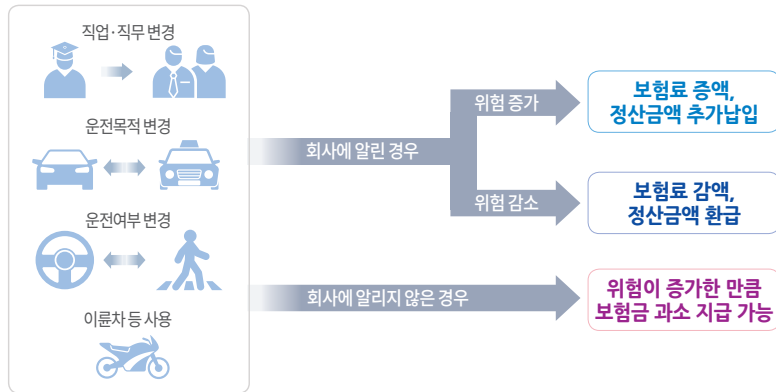 직업·직무 변경
운전목적 변경
운전여부 변경
이륜차 등 사용
회사에 알린 경우
위험 증가
보험료 증액,
정산금액 추가납입
위험 감소
보험료 감액,
정산금액 환급
회사에 알리지 않은 경우
위험이 증가한 만큼
보험금 과소 지급 가능